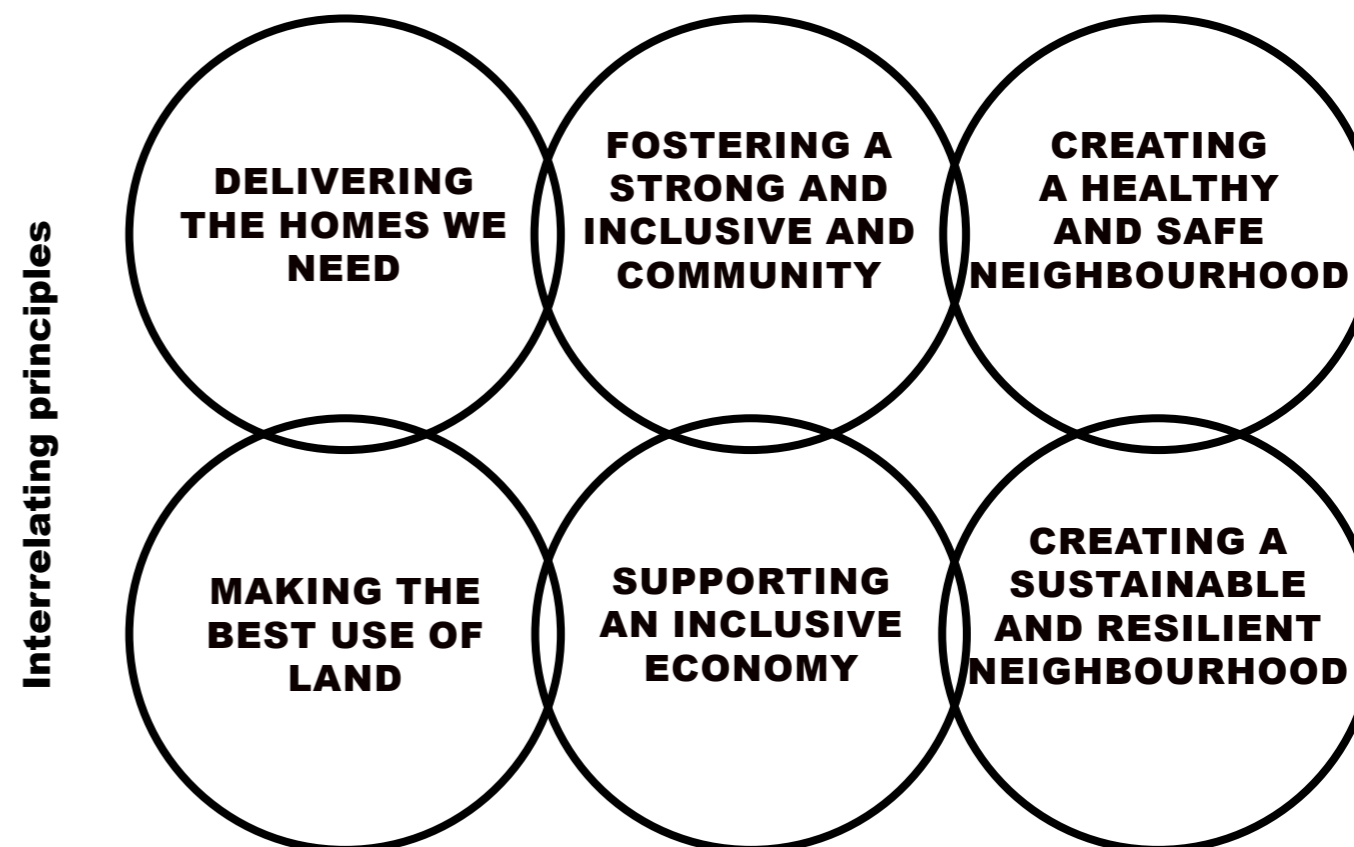 Interrelating principles
DELIVERING
THE HOMES WE
NEED
FOSTERING A
STRONG AND
INCLUSIVE AND
COMMUNITY
CREATING
A HEALTHY
AND SAFE
NEIGHBOURHOOD
MAKING THE
BEST USE OF
LAND
SUPPORTING
AN INCLUSIVE
ECONOMY
CREATING A
SUSTAINABLE
AND RESILIENT
NEIGHBOURHOOD